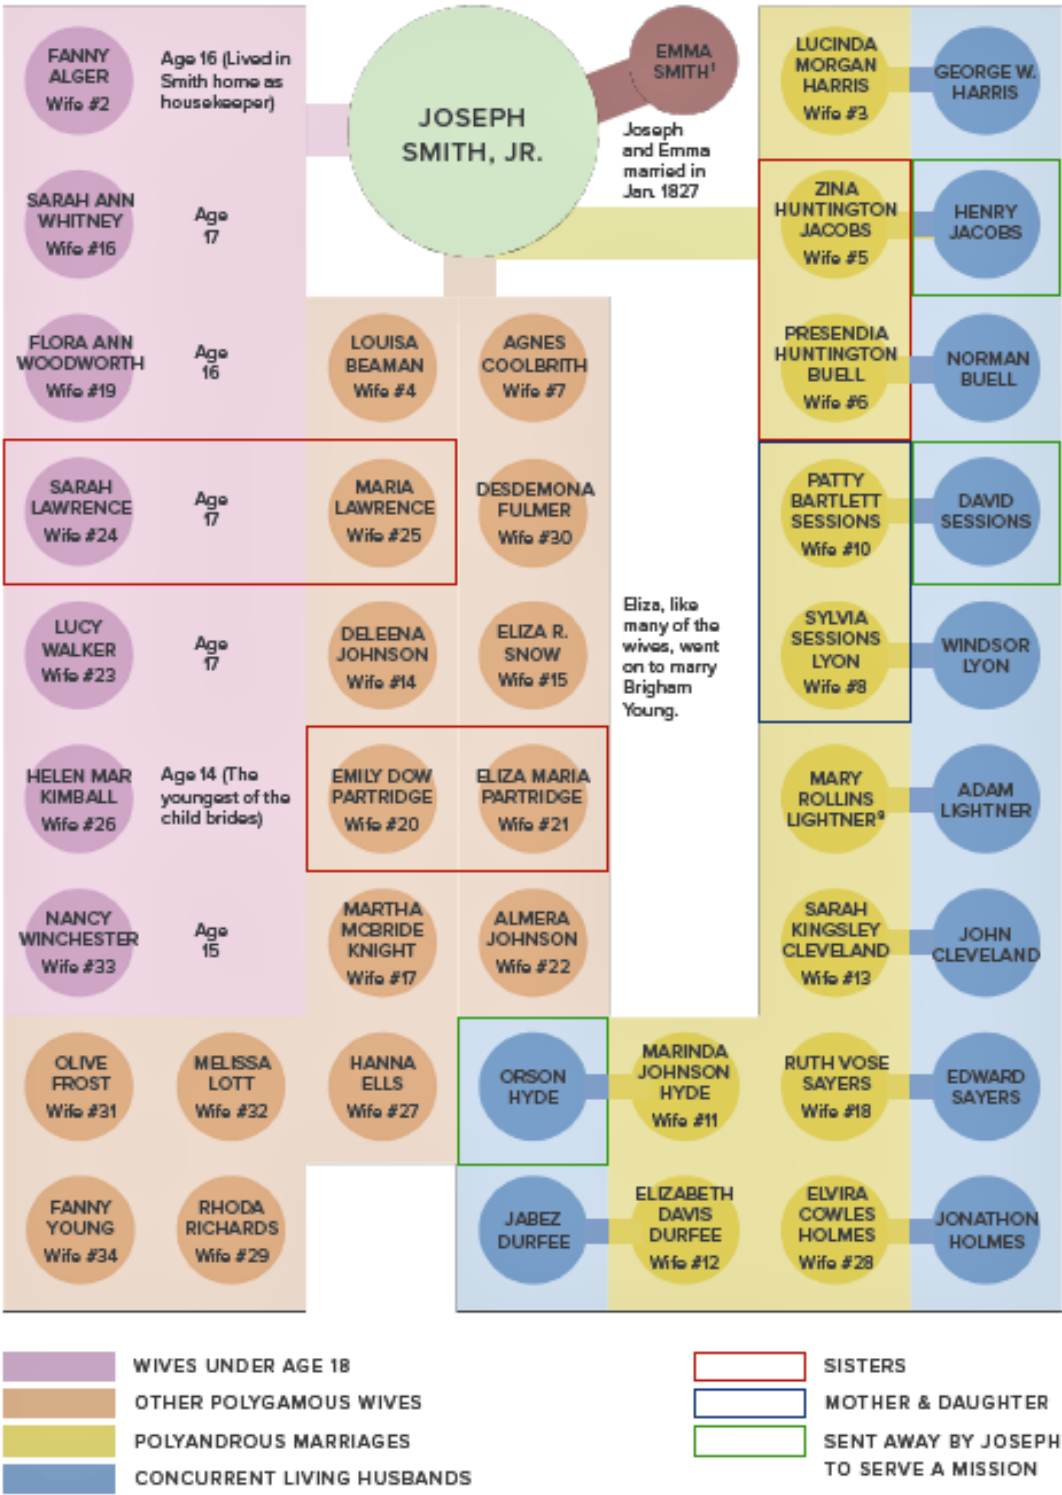 JOSEPH
SMITH, JR.
EMMA
SMITH¹
Joseph
and Emma
married in
Jan. 1827
FANNY
ALGER
Wife #2
Age 16 (Lived in
Smith home as
housekeeper)
SARAH ANN
WHITNEY
Wife #16
Age
17
FLORA ANN
WOODWORTH
Wife #19
Age
16
SARAH
LAWRENCE
Wife #24
Age
17
LUCY
WALKER
Wife #23
Age
17
HELEN MAR
KIMBALL
Wife #26
Age 14 (The
youngest of the
child brides)
NANCY
WINCHESTER
Wife #33
Age
15
LOUISA
BEAMAN
Wife #4
AGNES
COOLBRITH
Wife #7
MARIA
LAWRENCE
Wife #25
DESDEMONA
FULMER
Wife #30
DELEENA
JOHNSON
Wife #14
ELIZA R.
SNOW
Wife #15
Eliza, like
many of the
wives, went
on to marry
Brigham
Young.
EMILY DOW
PARTRIDGE
Wife #20
ELIZA MARIA
PARTRIDGE
Wife #21
MARTHA
MCBRIDE
KNIGHT
Wife #17
ALMERA
JOHNSON
Wife #22
OLIVE
FROST
Wife #31
MELISSA
LOTT
Wife #32
HANNA
ELLS
Wife #27
FANNY
YOUNG
Wife #34
RHODA
RICHARDS
Wife #29
LUCINDA
MORGAN
HARRIS
Wife #3
GEORGE W.
HARRIS
ZINA
HUNTINGTON
JACOBS
Wife #5
HENRY
JACOBS
PRESENDIA
HUNTINGTON
BUELL
Wife #6
NORMAN
BUELL
PATTY
BARTLETT
SESSIONS
Wife #10
DAVID
SESSIONS
SYLVIA
SESSIONS
LYON
Wife #8
WINDSOR
LYON
MARY
ROLLINS
LIGHTNER⁹
ADAM
LIGHTNER
SARAH
KINGSLEY
CLEVELAND
Wife #13
JOHN
CLEVELAND
ORSON
HYDE
MARINDA
JOHNSON
HYDE
Wife #11
RUTH VOSE
SAYERS
Wife #18
EDWARD
SAYERS
JABEZ
DURFEE
ELIZABETH
DAVIS
DURFEE
Wife #12
ELVIRA
COWLES
HOLMES
Wife #28
JONATHON
HOLMES
WIVES UNDER AGE 18
OTHER POLYGAMOUS WIVES
POLYANDROUS MARRIAGES
CONCURRENT LIVING HUSBANDS
SISTERS
MOTHER & DAUGHTER
SENT AWAY BY JOSEPH
TO SERVE A MISSION